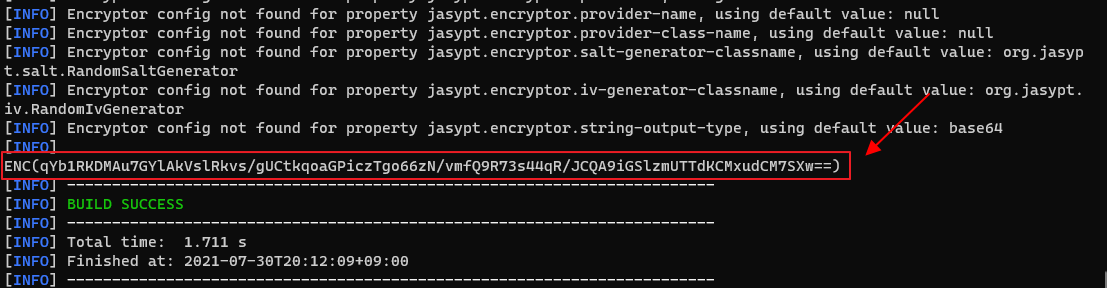 [INFO] Encryptor config not found for property jasypt.encryptor.provider-name, using default value: null
[INFO] Encryptor config not found for property jasypt.encryptor.provider-class-name, using default value: null
[INFO] Encryptor config not found for property jasypt.encryptor.salt-generator-classname, using default value: org.jasyp
t.salt.RandomSaltGenerator
[INFO] Encryptor config not found for property jasypt.encryptor.iv-generator-classname, using default value: org.jasypt.
iv.RandomIvGenerator
[INFO] Encryptor config not found for property jasypt.encryptor.string-output-type, using default value: base64
[INFO]
ENC(qYb1RKDMAu7GYlAkVslRkvs/gUCtkqoaGPiczTgo66zN/vmfQ9R73s44qR/JCQA9iGSlzmUTTdKCMxudCM7SXw==)
[INFO] ------------------------------------------------------------------------
[INFO] BUILD SUCCESS
[INFO] ------------------------------------------------------------------------
[INFO] Total time:  1.711 s
[INFO] Finished at: 2021-07-30T20:12:09+09:00
[INFO] ------------------------------------------------------------------------